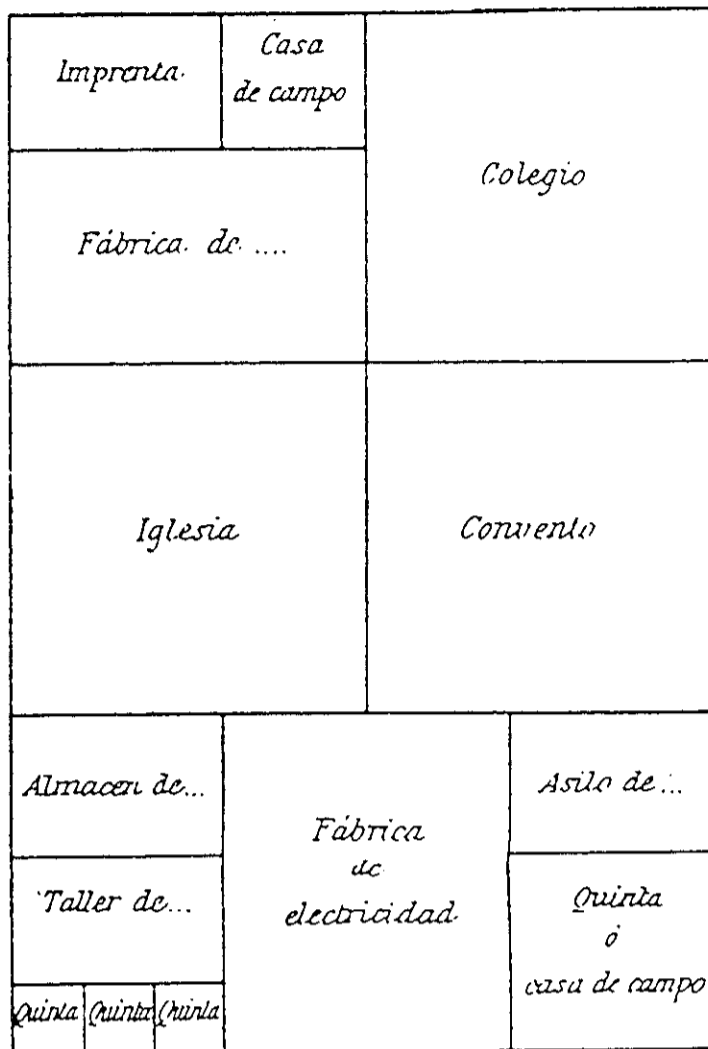 Imprenta.
Casa
de campo
Colegio
Fábrica. de. ....
Iglesia
Convento
Almacen de...
Fábrica
de
electricidad.
Asilo de...
Taller de...
Quinta
ó
casa de campo
Quinta Quinta Quinta